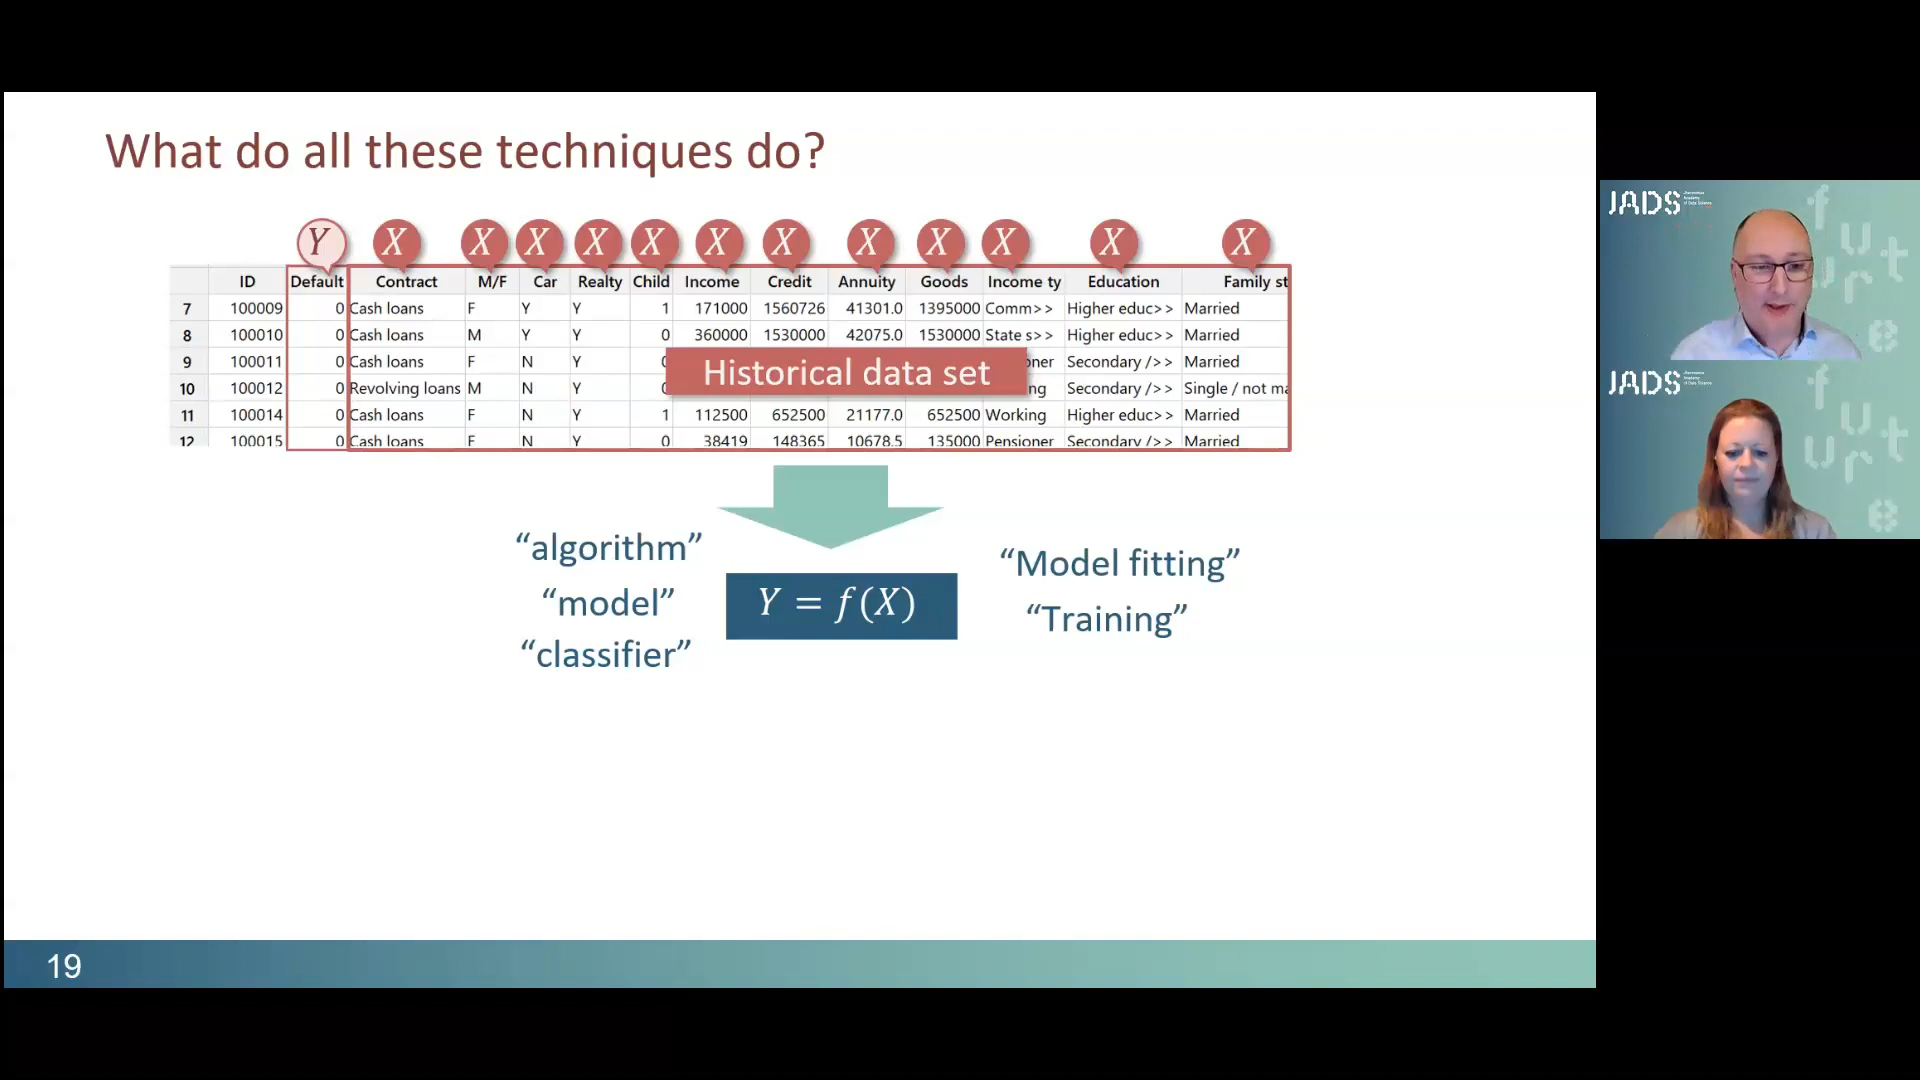 What do all these techniques do?
Y X X X X X X X X X X X X
ID Default Contract M/F Car Realty Child Income Credit Annuity Goods Income ty Education Family st
7 100009 0 Cash loans F Y Y 1 171000 1560726 41301.0 1395000 Comm>> Higher educ>> Married
8 100010 0 Cash loans M Y Y 0 360000 1530000 42075.0 1530000 State s>> Higher educ>> Married
9 100011 0 Cash loans F N Y oner Secondary />> Married
Historical data set
10 100012 0 Revolving loans M N Y ng Secondary />> Single / not ma
11 100014 0 Cash loans F N Y 1 112500 652500 21177.0 652500 Working Higher educ>> Married
12 100015 0 Cash loans F N Y 0 38419 148365 10678.5 135000 Pensioner Secondary />> Married
“algorithm”
“model”
“classifier”
Y = f(X)
“Model fitting”
“Training”
19
JADS
JADS